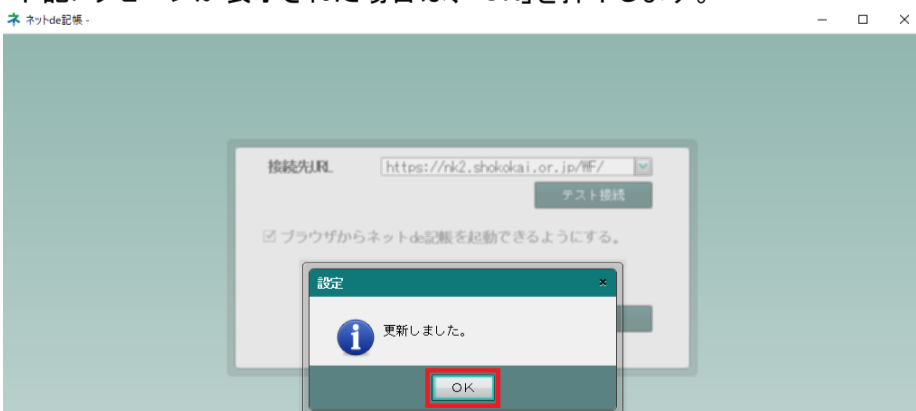 ネットde記帳 -
接続先URL
https://nk2.shokokai.or.jp/WF/
テスト接続
ブラウザからネットde記帳を起動できるようにする。
設定
更新しました。
OK